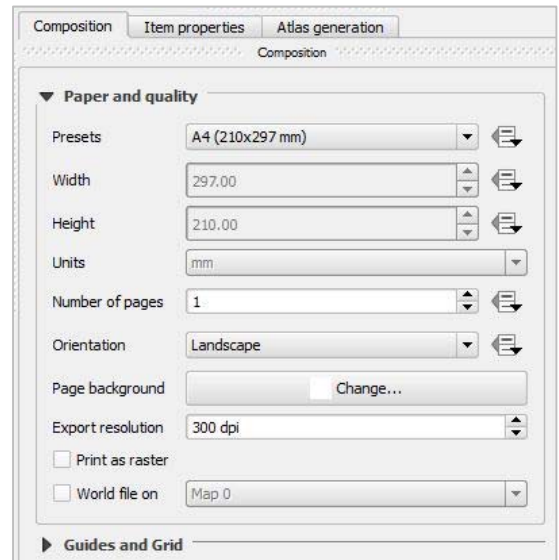 Composition Item properties Atlas generation
Composition
Paper and quality
Presets A4 (210x297 mm)
Width 297.00
Height 210.00
Units mm
Number of pages 1
Orientation Landscape
Page background Change...
Export resolution 300 dpi
Print as raster
World file on Map 0
Guides and Grid